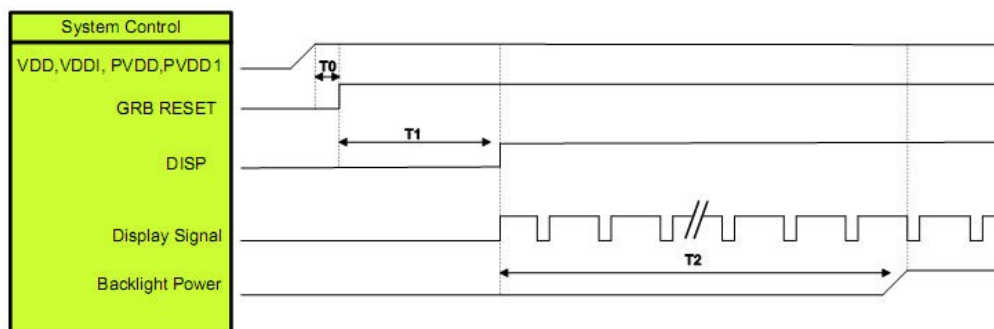 System Control
VDD,VDDI, PVDD,PVDD1
T0
GRB RESET
T1
DISP
Display Signal
T2
Backlight Power